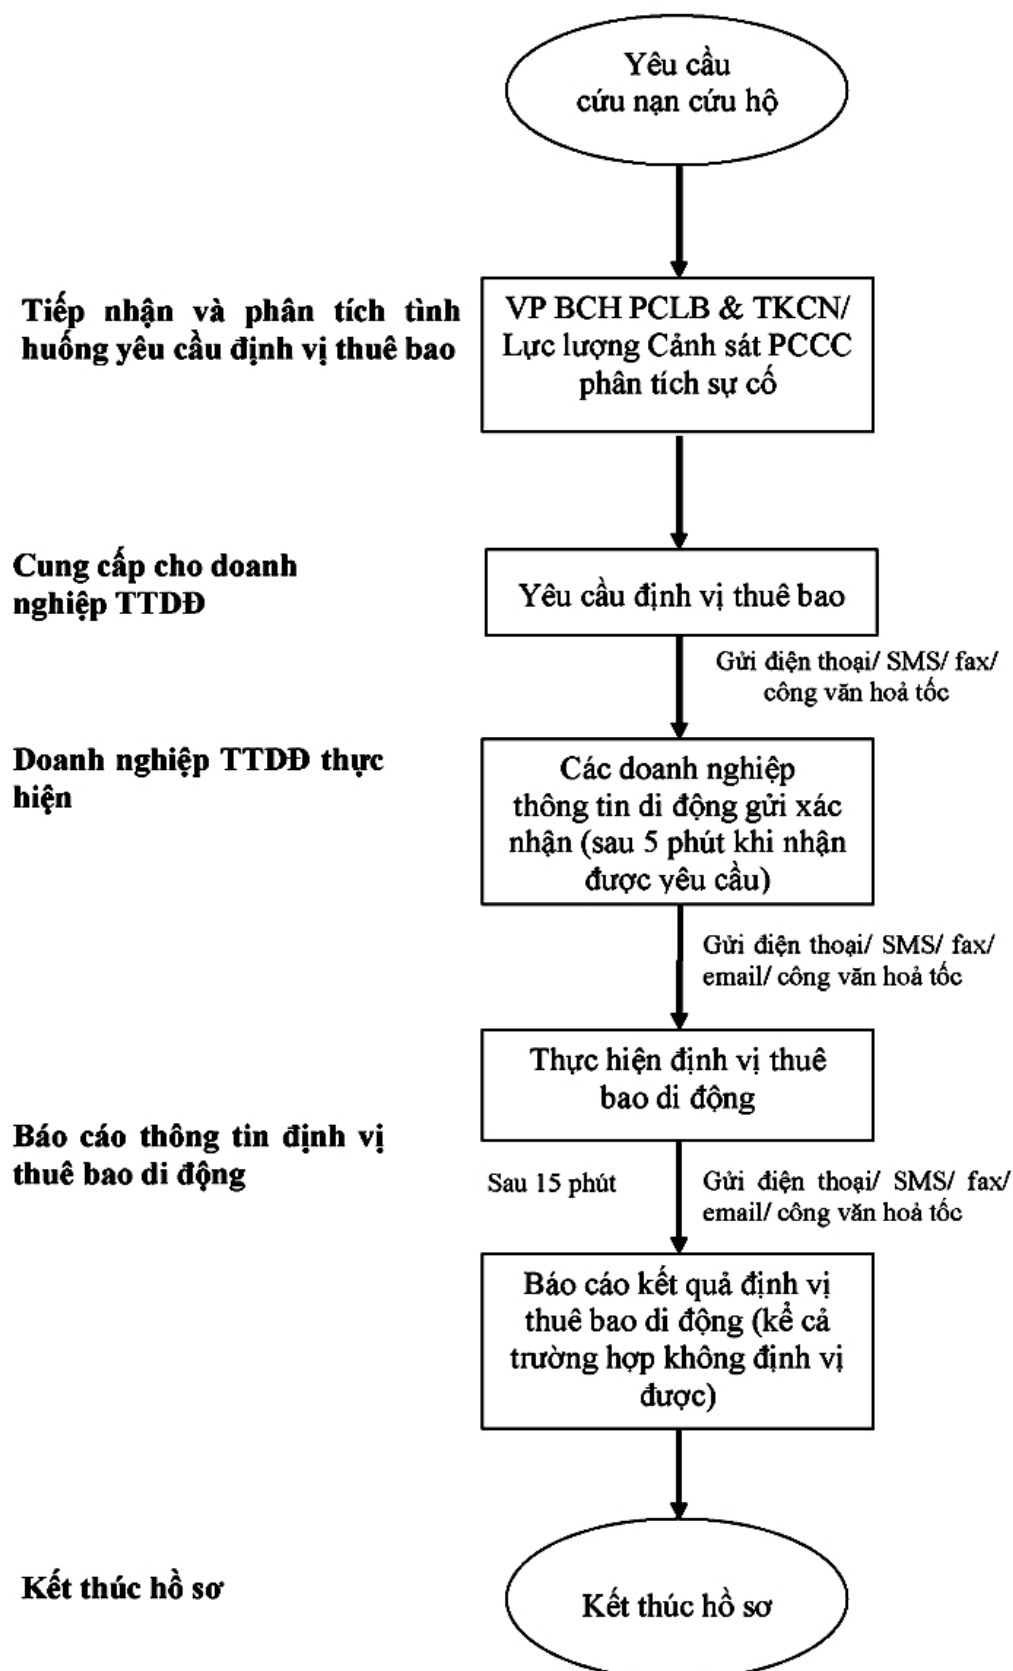 Yêu cầu
cứu nạn cứu hộ
Tiếp nhận và phân tích tình
huống yêu cầu định vị thuê bao
VP BCH PCLB & TKCN/
Lực lượng Cảnh sát PCCC
phân tích sự cố
Cung cấp cho doanh
nghiệp TTDĐ
Yêu cầu định vị thuê bao
Gửi điện thoại/ SMS/ fax/
công văn hoả tốc
Doanh nghiệp TTDĐ thực
hiện
Các doanh nghiệp
thông tin di động gửi xác
nhận (sau 5 phút khi nhận
được yêu cầu)
Gửi điện thoại/ SMS/ fax/
email/ công văn hoả tốc
Thực hiện định vị thuê
bao di động
Báo cáo thông tin định vị
thuê bao di động
Sau 15 phút
Gửi điện thoại/ SMS/ fax/
email/ công văn hoả tốc
Báo cáo kết quả định vị
thuê bao di động (kể cả
trường hợp không định vị
được)
Kết thúc hồ sơ
Kết thúc hồ sơ